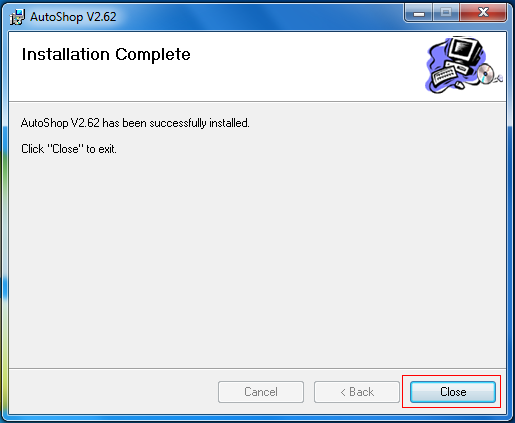 AutoShop V2.62
Installation Complete
AutoShop V2.62 has been successfully installed.
Click "Close" to exit.
Cancel
< Back
Close